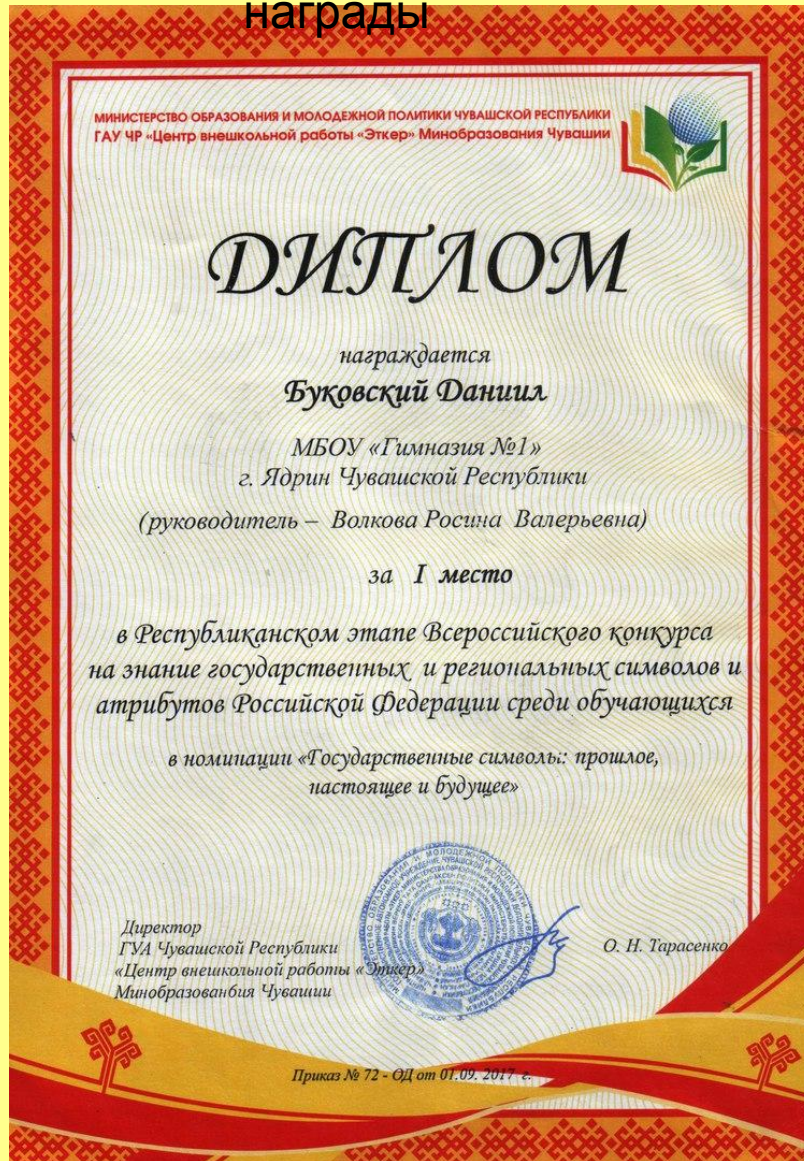 награды
МИНИСТЕРСТВО ОБРАЗОВАНИЯ И МОЛОДЕЖНОЙ ПОЛИТИКИ ЧУВАШСКОЙ РЕСПУБЛИКИ
ГАУ ЧР «Центр внешкольной работы «Эткер» Минобразования Чувашии
ДИПЛОМ
награждается
Буковский Даниил
МБОУ «Гимназия №1»
г. Ядрин Чувашской Республики
(руководитель – Волкова Росина Валерьевна)
за I место
в Республиканском этапе Всероссийского конкурса
на знание государственных и региональных символов и
атрибутов Российской Федерации среди обучающихся
в номинации «Государственные символы: прошлое,
настоящее и будущее»
Директор
ГУА Чувашской Республики
«Центр внешкольной работы «Эткер»
Минобразованбия Чувашии
О. Н. Тарасенко
Приказ № 72 - ОД от 01.09. 2017 г.